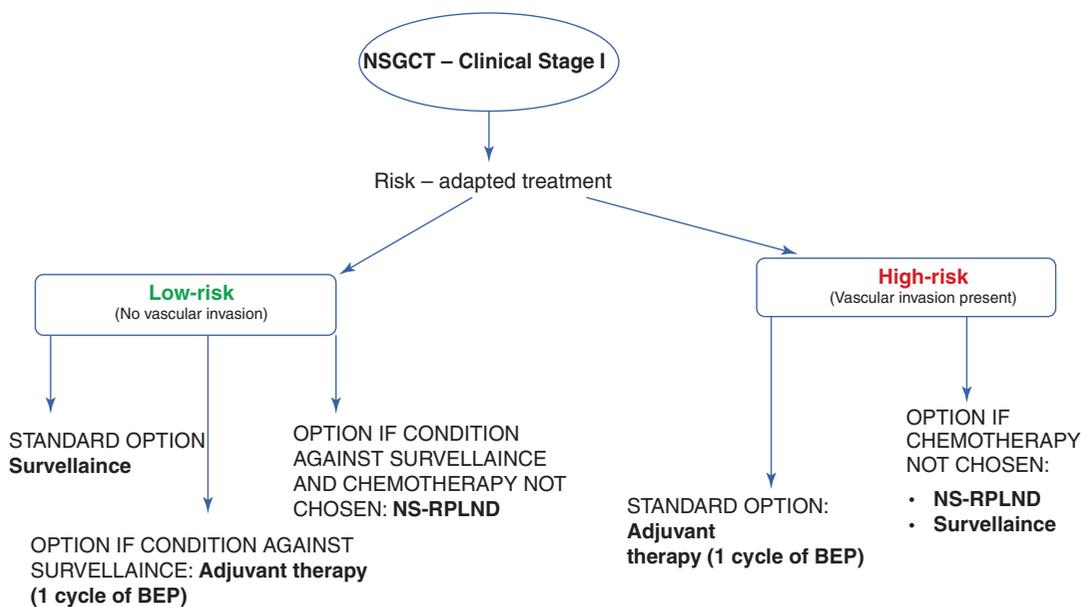 NSGCT – Clinical Stage I
Risk – adapted treatment
Low-risk
(No vascular invasion)
High-risk
(Vascular invasion present)
STANDARD OPTION
Survellaince
OPTION IF CONDITION AGAINST
SURVELLAINCE: Adjuvant therapy
(1 cycle of BEP)
OPTION IF CONDITION
AGAINST SURVELLAINCE
AND CHEMOTHERAPY NOT
CHOSEN: NS-RPLND
STANDARD OPTION:
Adjuvant
therapy (1 cycle of BEP)
OPTION IF
CHEMOTHERAPY
NOT CHOSEN:
• NS-RPLND
• Survellaince